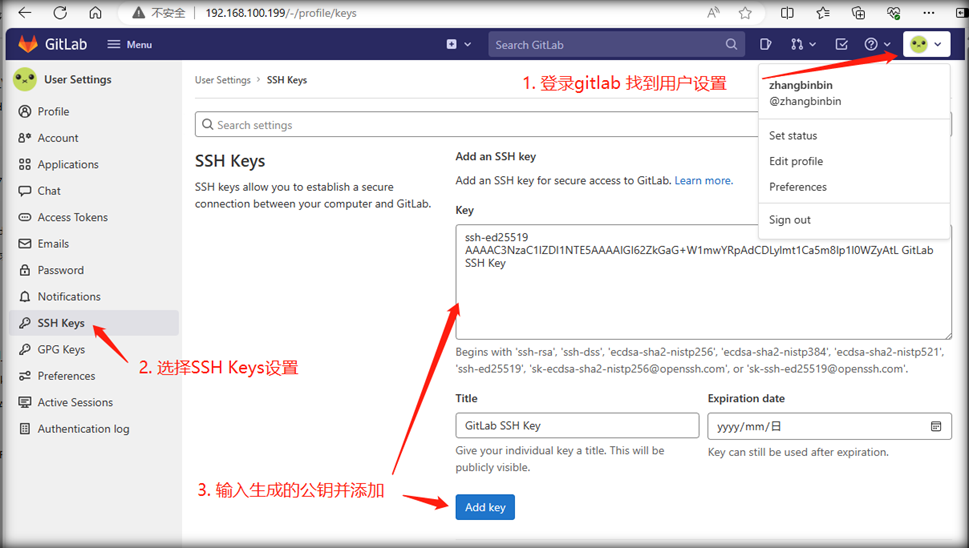 不安全 192.168.100.199/-/profile/keys
GitLab Menu Search GitLab
User Settings
Profile
Account
Applications
Chat
Access Tokens
Emails
Password
Notifications
SSH Keys
GPG Keys
Preferences
Active Sessions
Authentication log
User Settings > SSH Keys
1. 登录gitlab 找到用户设置
zhangbinbin
@zhangbinbin
Set status
Edit profile
Preferences
Sign out
Search settings
SSH Keys
SSH keys allow you to establish a secure
connection between your computer and GitLab.
Add an SSH key
Add an SSH key for secure access to GitLab. Learn more.
Key
ssh-ed25519
AAAAC3NzaC1lZDI1NTE5AAAAIGI6ZkGaG+W1mwYRpAdCDLylmt1Ca5m8Ip1I0WZyAtL GitLab
SSH Key
Begins with 'ssh-rsa', 'ssh-dss', 'ecdsa-sha2-nistp256', 'ecdsa-sha2-nistp384', 'ecdsa-sha2-nistp521',
'ssh-ed25519', 'sk-ecdsa-sha2-nistp256@openssh.com', or 'sk-ssh-ed25519@openssh.com'.
2. 选择SSH Keys设置
Title
GitLab SSH Key
Give your individual key a title. This will be
publicly visible.
Expiration date
yyyy/mm/日
Key can still be used after expiration.
3. 输入生成的公钥并添加
Add key